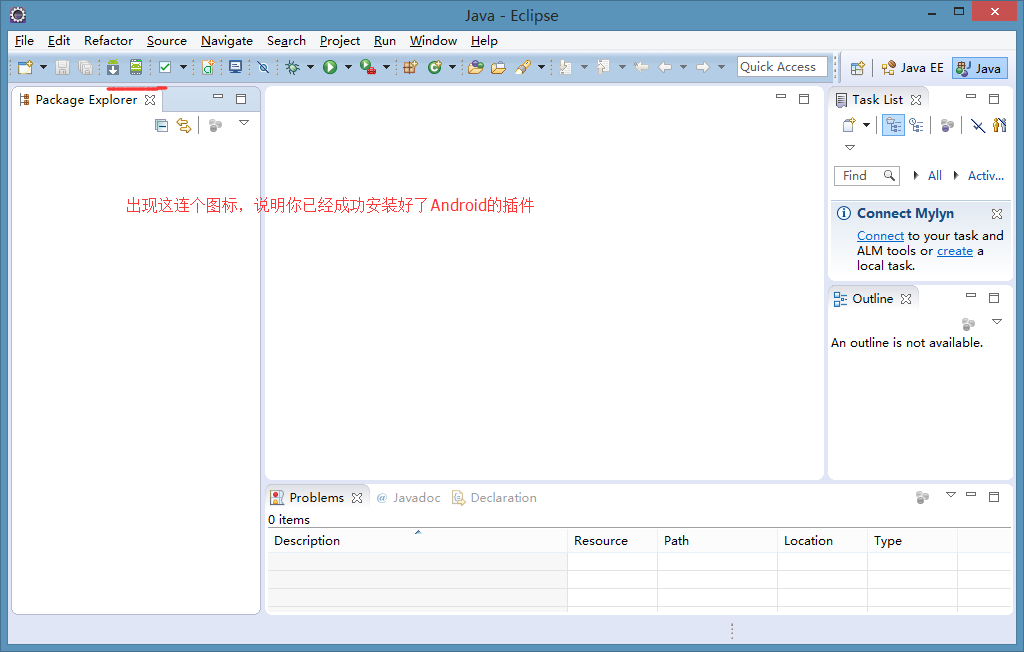 Java - Eclipse
File Edit Refactor Source Navigate Search Project Run Window Help
Quick Access
Java EE
Java
Package Explorer
出现这连个图标，说明你已经成功安装好了Android的插件
Task List
Find
All
Activ...
Connect Mylyn
Connect to your task and
ALM tools or create a
local task.
Outline
An outline is not available.
Problems
@ Javadoc
Declaration
0 items
Description Resource Path Location Type